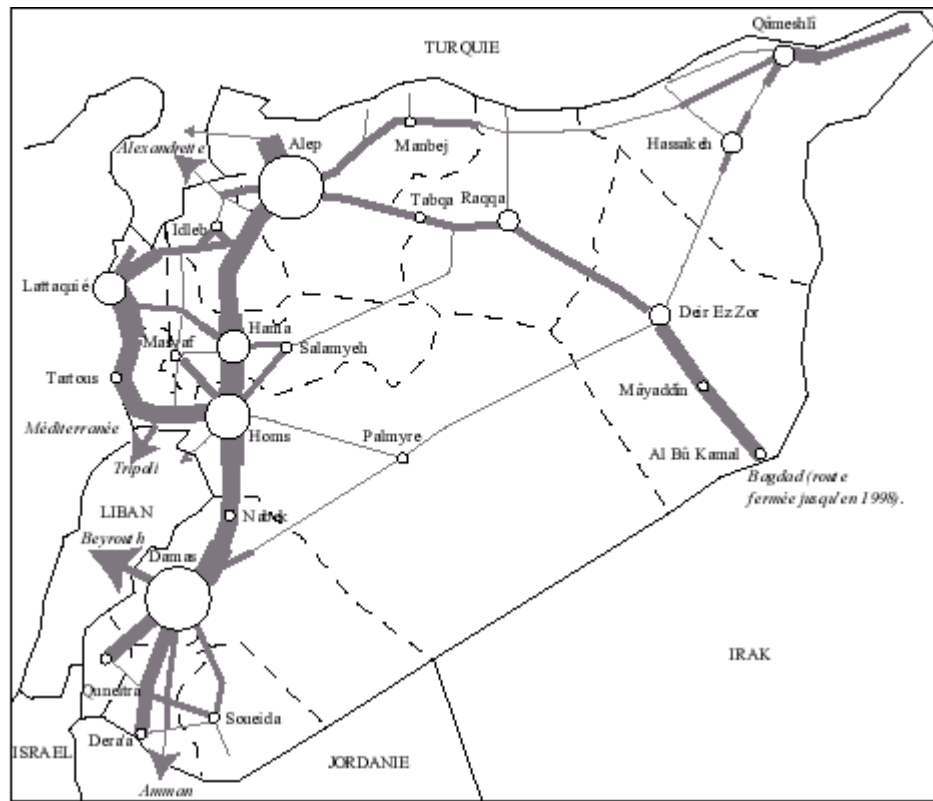 Qâmeshlî
TURQUIE
Alep
Alexandrette
Manbej
Hassakeh
Tabqa
Raqqa
Idleb
Lattaquié
Deir Ez Zor
Hama
Masyaf
Salamyeh
Tartous
Mayaddin
Méditerranée
Homs
Palmyre
Al Bû Kamal
Tripoli
Bagdad (route
fermée jusqu'en 1998).
LIBAN
Nabek
Beyrouth
Damas
IRAK
Quneitra
Soueida
Dera'a
ISRAEL
JORDANIE
Amman